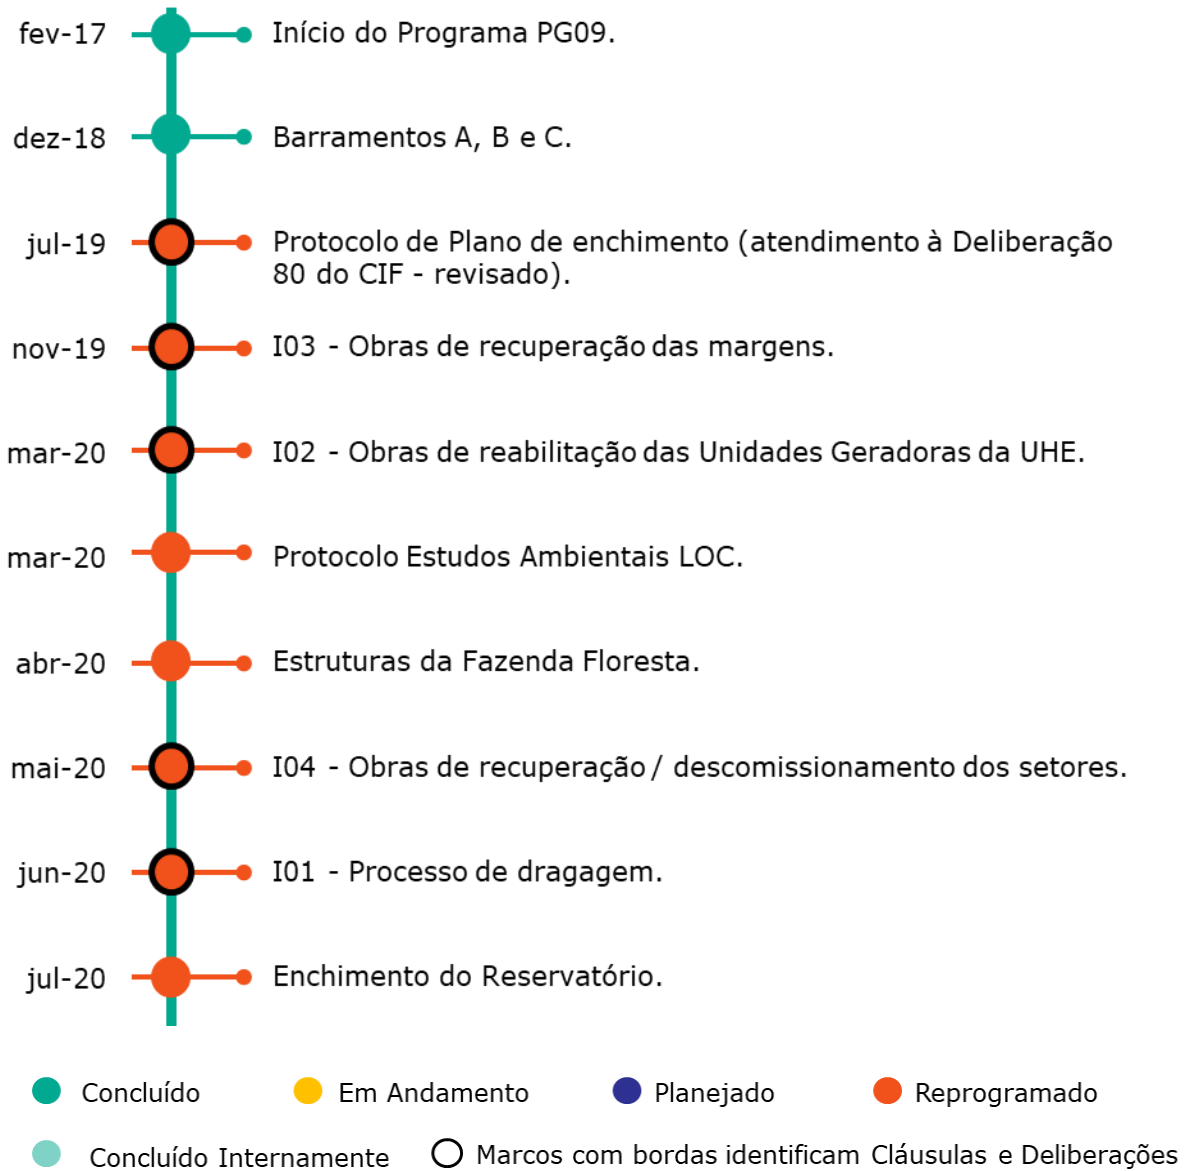 fev-17 Início do Programa PG09.
dez-18 Barramentos A, B e C.
jul-19 Protocolo de Plano de enchimento (atendimento à Deliberação
80 do CIF - revisado).
nov-19 I03 - Obras de recuperação das margens.
mar-20 I02 - Obras de reabilitação das Unidades Geradoras da UHE.
mar-20 Protocolo Estudos Ambientais LOC.
abr-20 Estruturas da Fazenda Floresta.
mai-20 I04 - Obras de recuperação / descomissionamento dos setores.
jun-20 I01 - Processo de dragagem.
jul-20 Enchimento do Reservatório.
Concluído Em Andamento Planejado Reprogramado
Concluído Internamente Marcos com bordas identificam Cláusulas e Deliberações